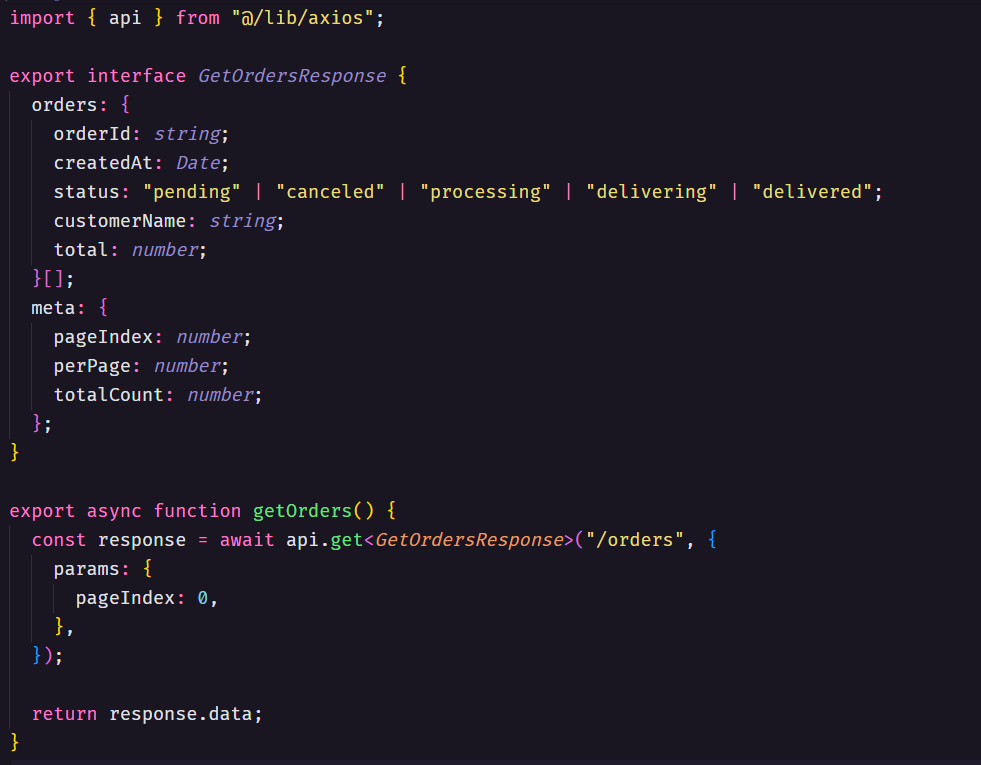 import { api } from "@/lib/axios";

export interface GetOrdersResponse {
  orders: {
    orderId: string;
    createdAt: Date;
    status: "pending" | "canceled" | "processing" | "delivering" | "delivered";
    customerName: string;
    total: number;
  }[];
  meta: {
    pageIndex: number;
    perPage: number;
    totalCount: number;
  };
}

export async function getOrders() {
  const response = await api.get<GetOrdersResponse>("/orders", {
    params: {
      pageIndex: 0,
    },
  });

  return response.data;
}